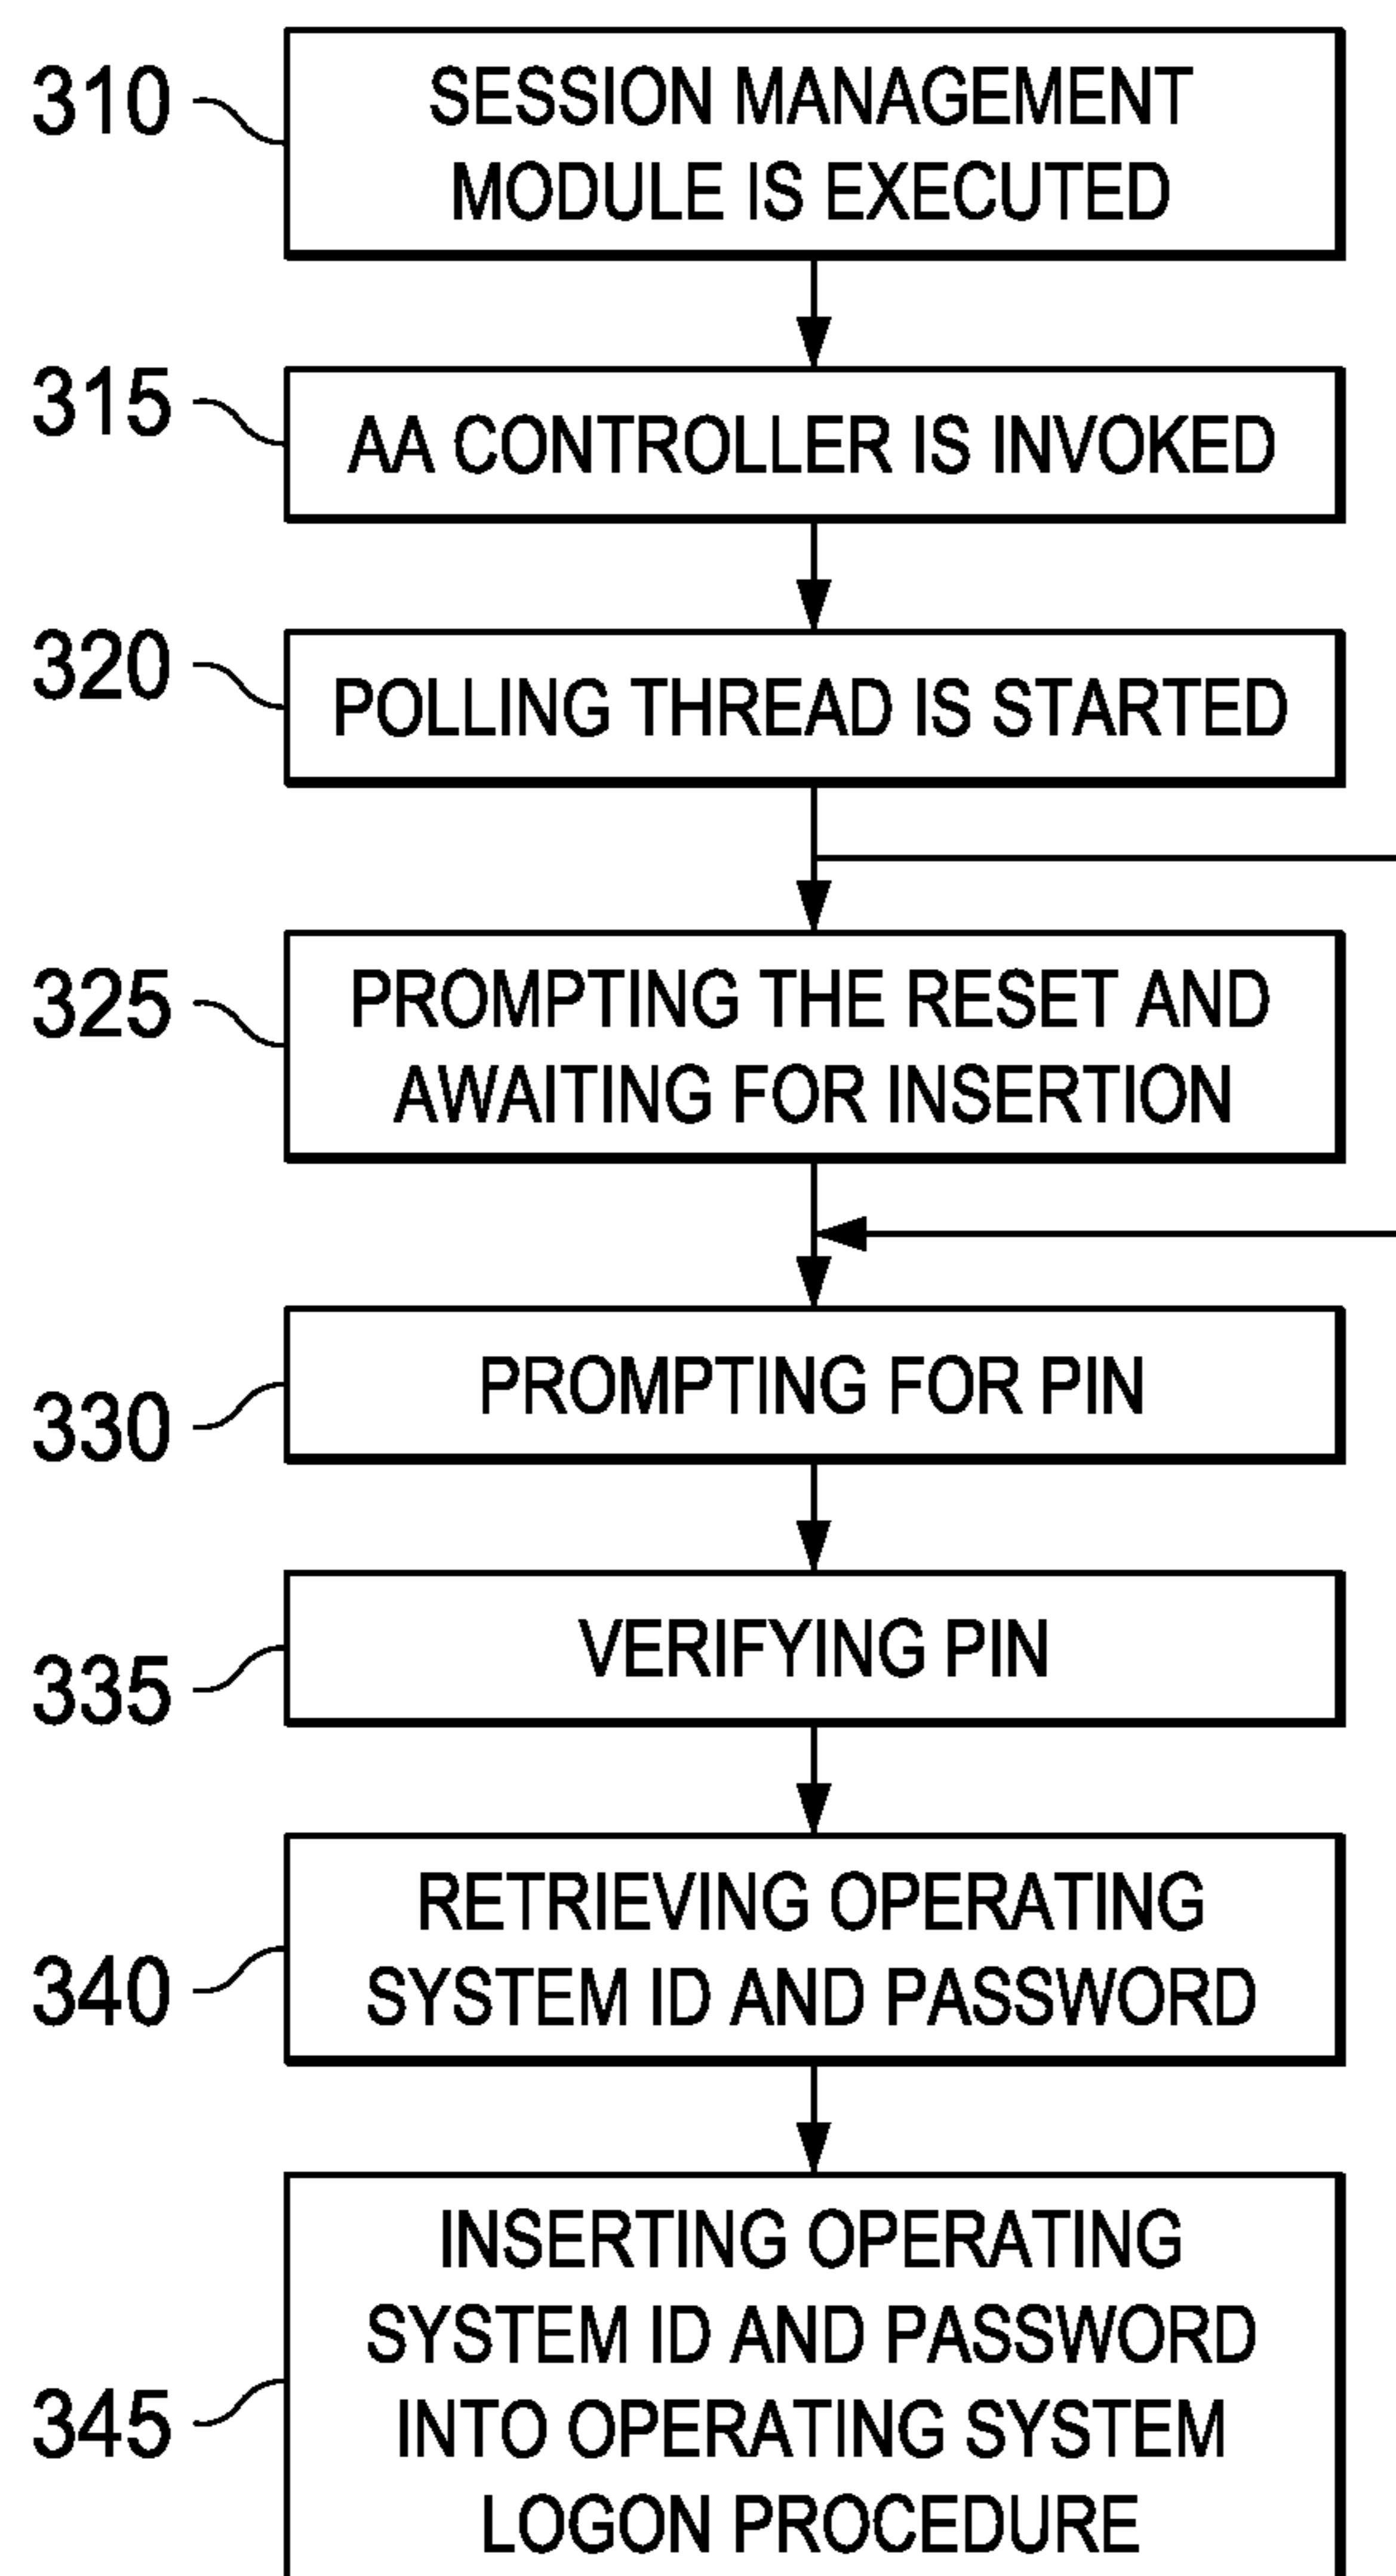 310
SESSION MANAGEMENT
MODULE IS EXECUTED
315
AA CONTROLLER IS INVOKED
320
POLLING THREAD IS STARTED
325
PROMPTING THE RESET AND
AWAITING FOR INSERTION
330
PROMPTING FOR PIN
335
VERIFYING PIN
340
RETRIEVING OPERATING
SYSTEM ID AND PASSWORD
345
INSERTING OPERATING
SYSTEM ID AND PASSWORD
INTO OPERATING SYSTEM
LOGON PROCEDURE